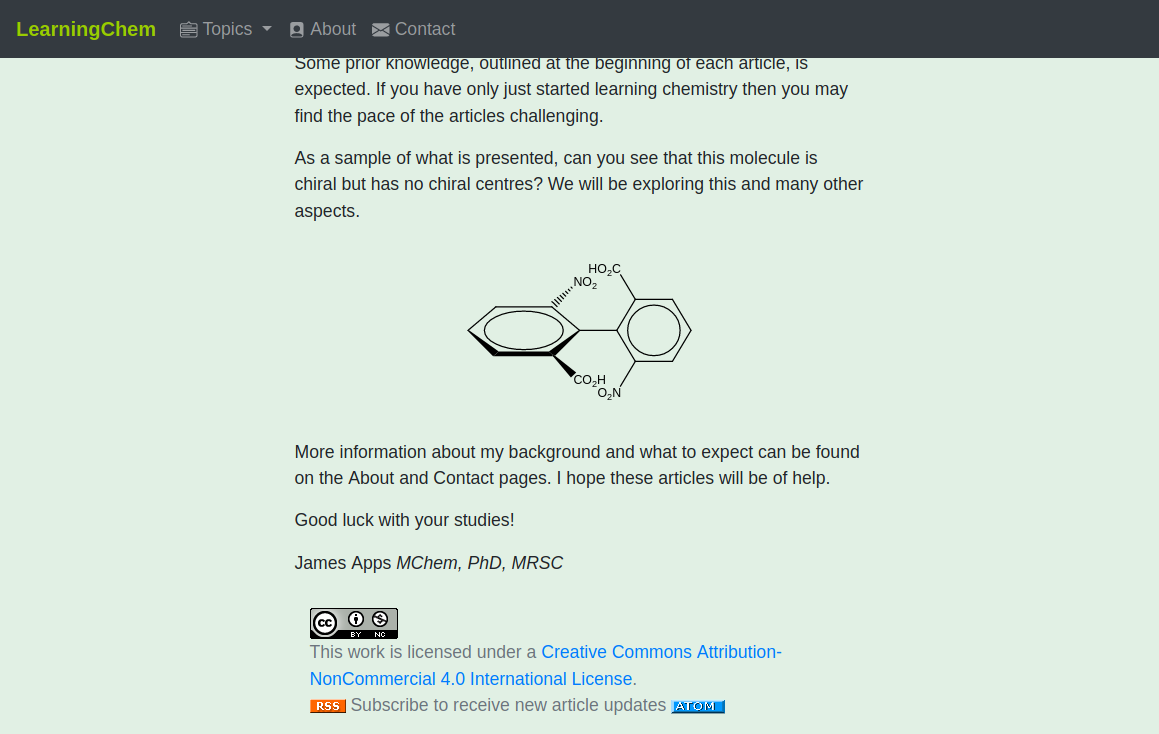 LearningChem Topics About Contact
Some prior knowledge, outlined at the beginning of each article, is
expected. If you have only just started learning chemistry then you may
find the pace of the articles challenging.
As a sample of what is presented, can you see that this molecule is
chiral but has no chiral centres? We will be exploring this and many other
aspects.
HO2C
NO2
CO2H
O2N
More information about my background and what to expect can be found
on the About and Contact pages. I hope these articles will be of help.
Good luck with your studies!
James Apps MChem, PhD, MRSC
cc BY NC
This work is licensed under a Creative Commons Attribution-
NonCommercial 4.0 International License.
RSS Subscribe to receive new article updates ATOM